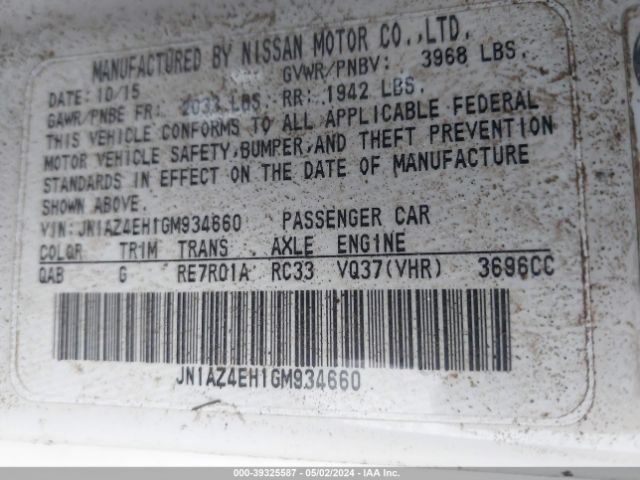 MANUFACTURED BY NISSAN MOTOR CO.,LTD.
DATE: 10/15 GVWR/PNBV: 3968 LBS.
GAWR/PNBE FR: 2033 LBS. RR: 1942 LBS.
THIS VEHICLE CONFORMS TO ALL APPLICABLE FEDERAL
MOTOR VEHICLE SAFETY,BUMPER,AND THEFT PREVENTION
STANDARDS IN EFFECT ON THE DATE OF MANUFACTURE
SHOWN ABOVE.
VIN: JN1AZ4EH1GM934660 PASSENGER CAR
COLOR TRIM TRANS AXLE ENGINE
QAB G RE7R01A RC33 VQ37(VHR) 3696CC
JN1AZ4EH1GM934660
000-39325587 - 05/02/2024 - IAA Inc.